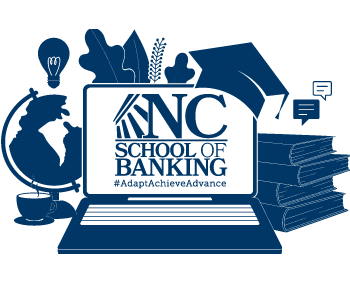 NC
SCHOOL OF
BANKING
#AdaptAchieveAdvance